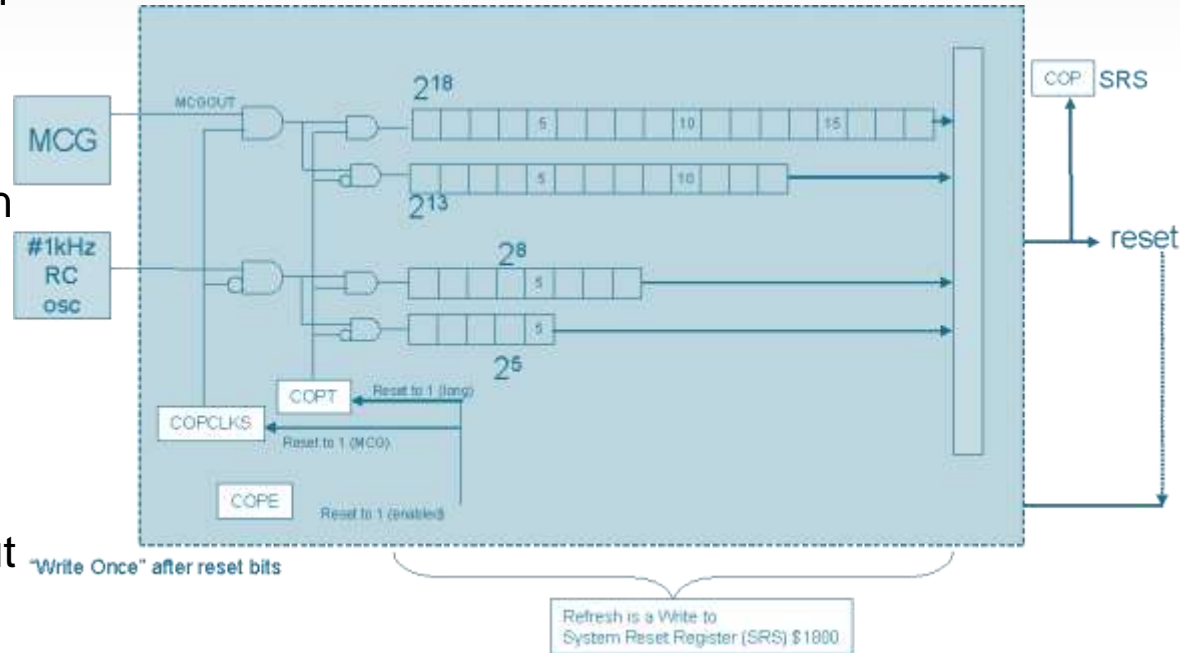 COP SRS
MCG
MCGOUT
2¹⁸
5 10 15
5 10
2¹³
#1kHz
RC
osc
2⁸
5
5
2⁵
reset
COPT
Reset to 1 (long)
COPCLKS
Reset to 1 (MCG)
COPE
Reset to 1 (enabled)
"Write Once" after reset bits
Refresh is a Write to
System Reset Register (SRS) $1800